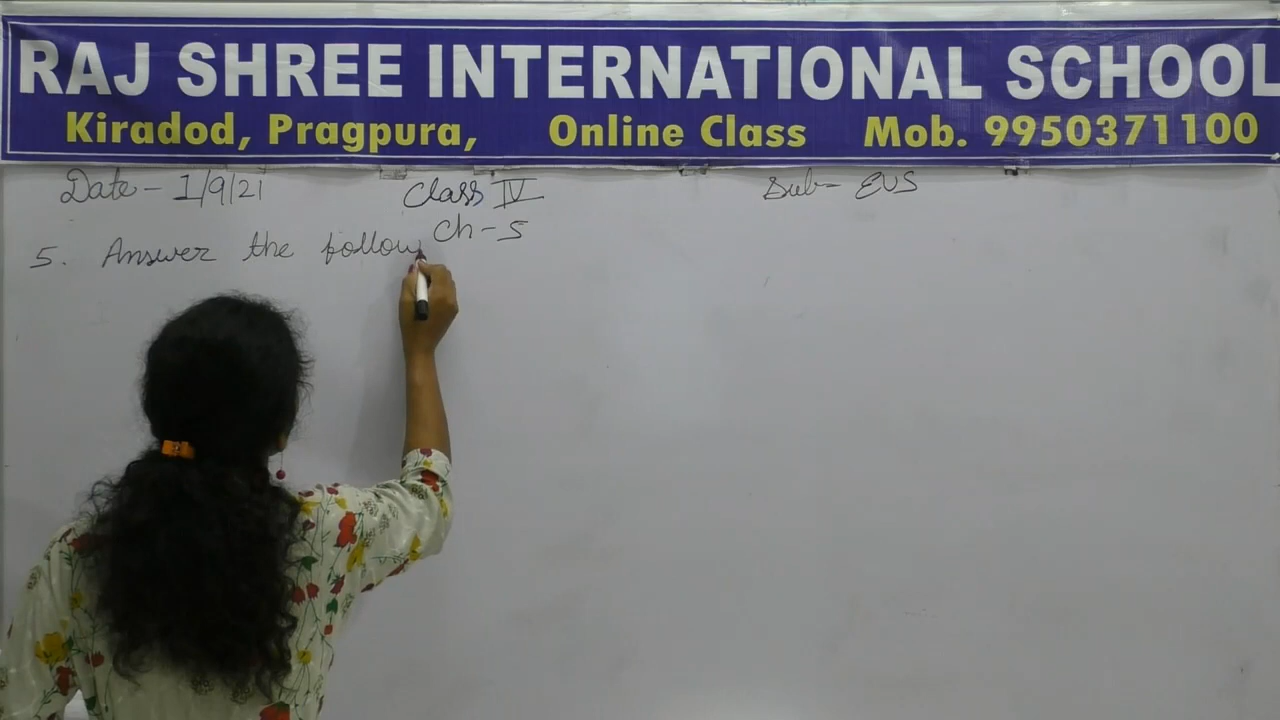 RAJ SHREE INTERNATIONAL SCHOOL
Kiradod, Pragpura, Online Class Mob. 9950371100
Date - 1/9/21 Class IV Sub- EVS
Ch - 5
5. Answer the follow